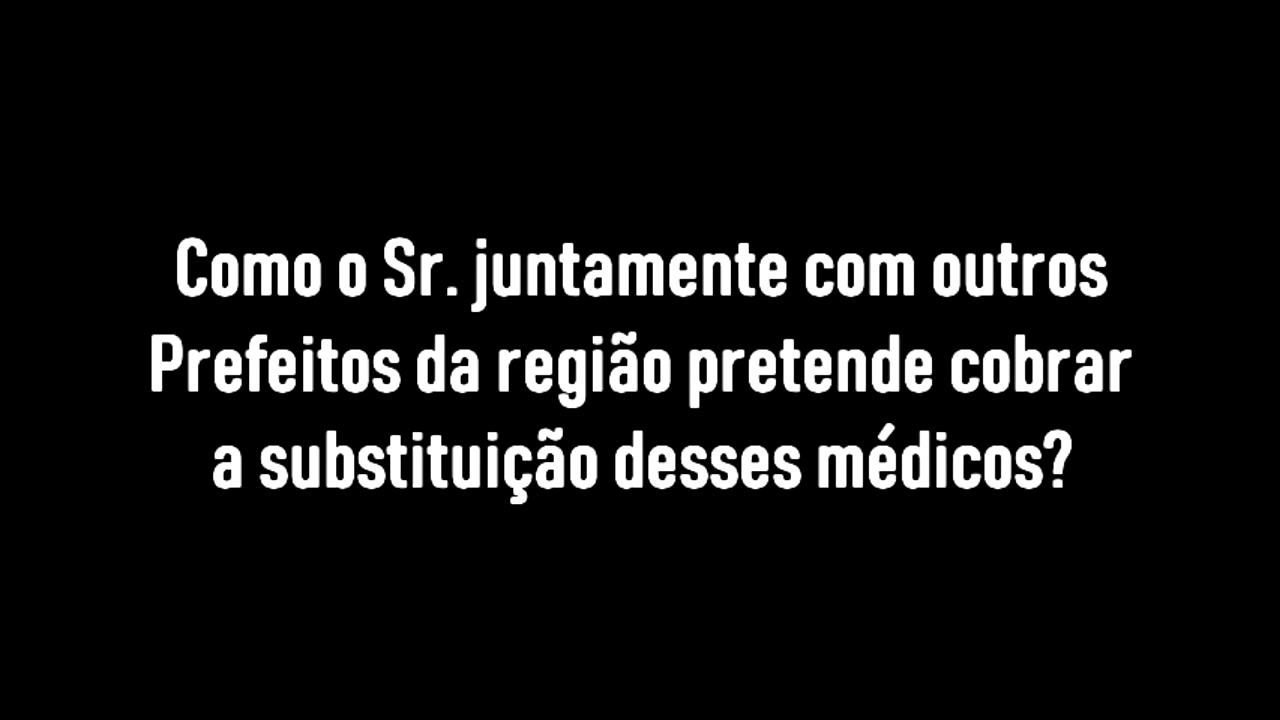 Como o Sr. juntamente com outros
Prefeitos da região pretende cobrar
a substituição desses médicos?